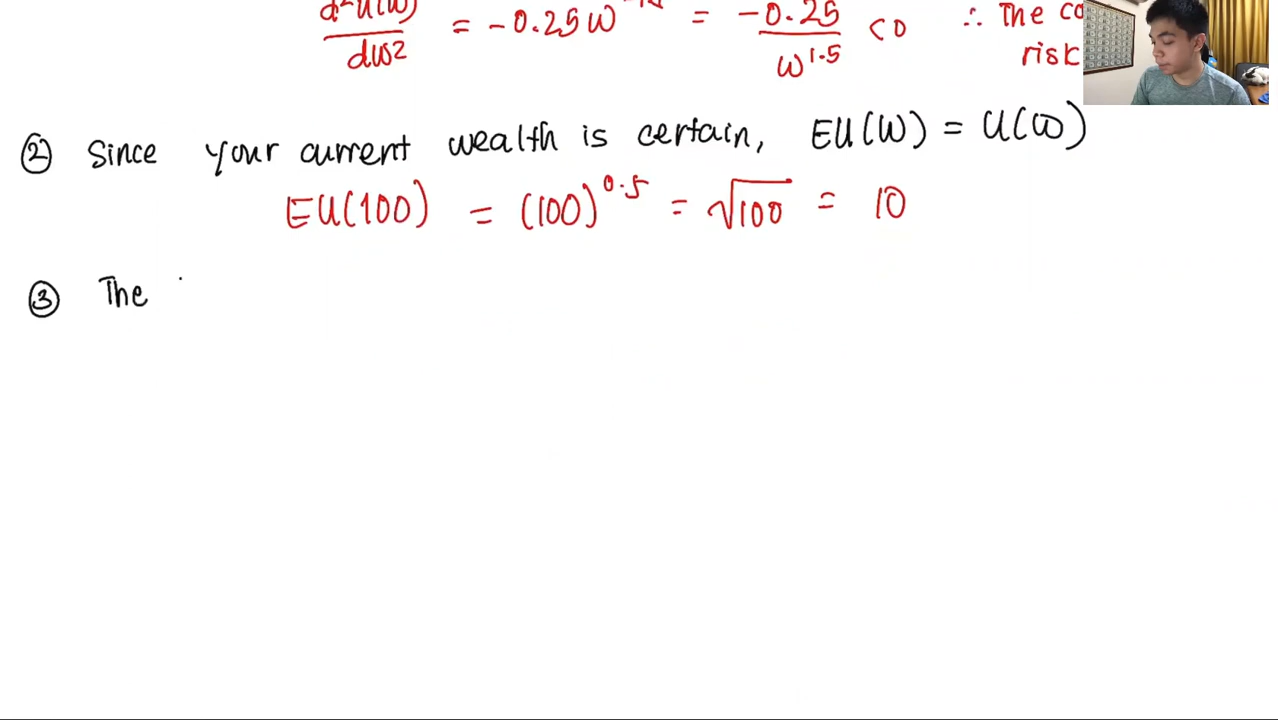 d²U(W)/dw² = -0.25w = -0.25/w^1.5 < 0 ∴ The
risk
② Since your current wealth is certain, EU(W) = U(W)
EU(100) = (100)^0.5 = √100 = 10
③ The